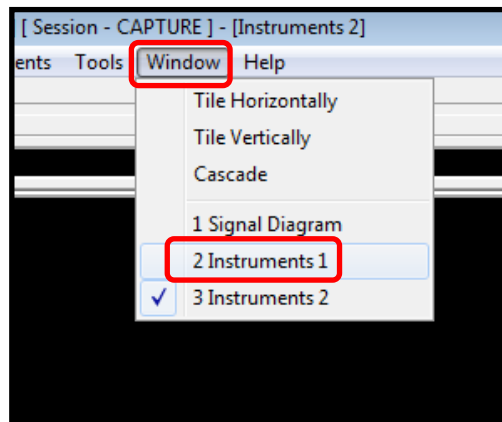 [ Session - CAPTURE ] - [Instruments 2]
ents Tools Window Help
Tile Horizontally
Tile Vertically
Cascade
1 Signal Diagram
2 Instruments 1
3 Instruments 2